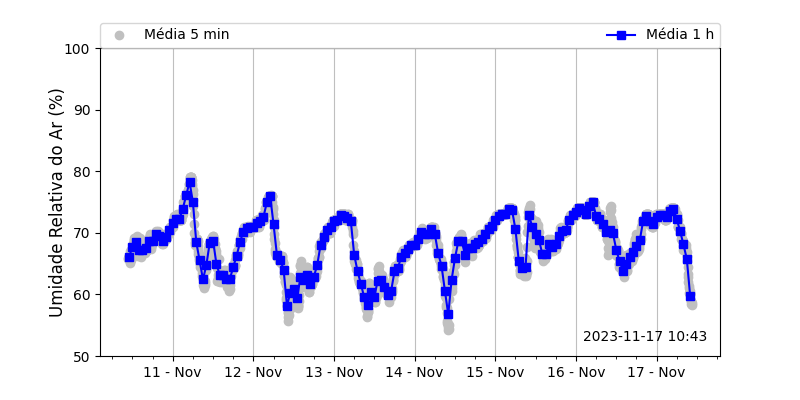 Média 5 min
Média 1 h
Umidade Relativa do Ar (%)
100
90
80
70
60
50
2023-11-17 10:43
11 - Nov
12 - Nov
13 - Nov
14 - Nov
15 - Nov
16 - Nov
17 - Nov